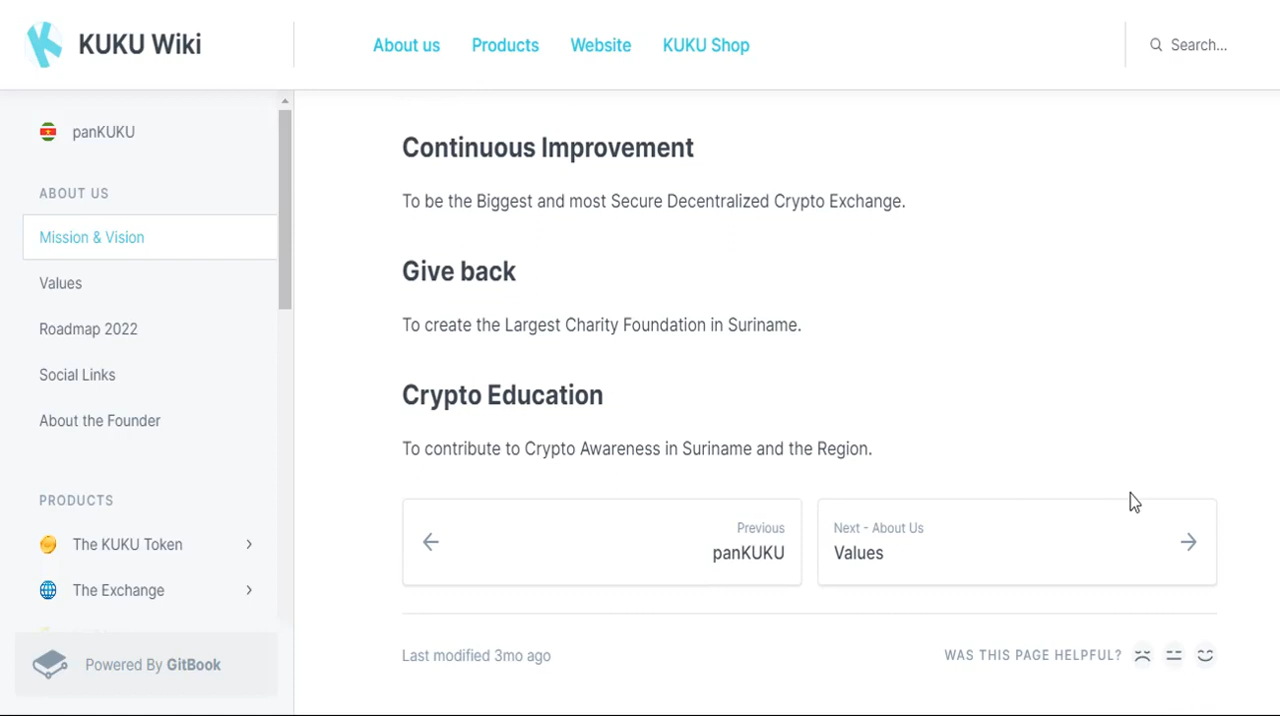 KUKU Wiki
About us
Products
Website
KUKU Shop
Search...
panKUKU
ABOUT US
Mission & Vision
Values
Roadmap 2022
Social Links
About the Founder
PRODUCTS
The KUKU Token
The Exchange
Powered By GitBook
Continuous Improvement
To be the Biggest and most Secure Decentralized Crypto Exchange.
Give back
To create the Largest Charity Foundation in Suriname.
Crypto Education
To contribute to Crypto Awareness in Suriname and the Region.
Previous
panKUKU
Next - About Us
Values
Last modified 3mo ago
WAS THIS PAGE HELPFUL?